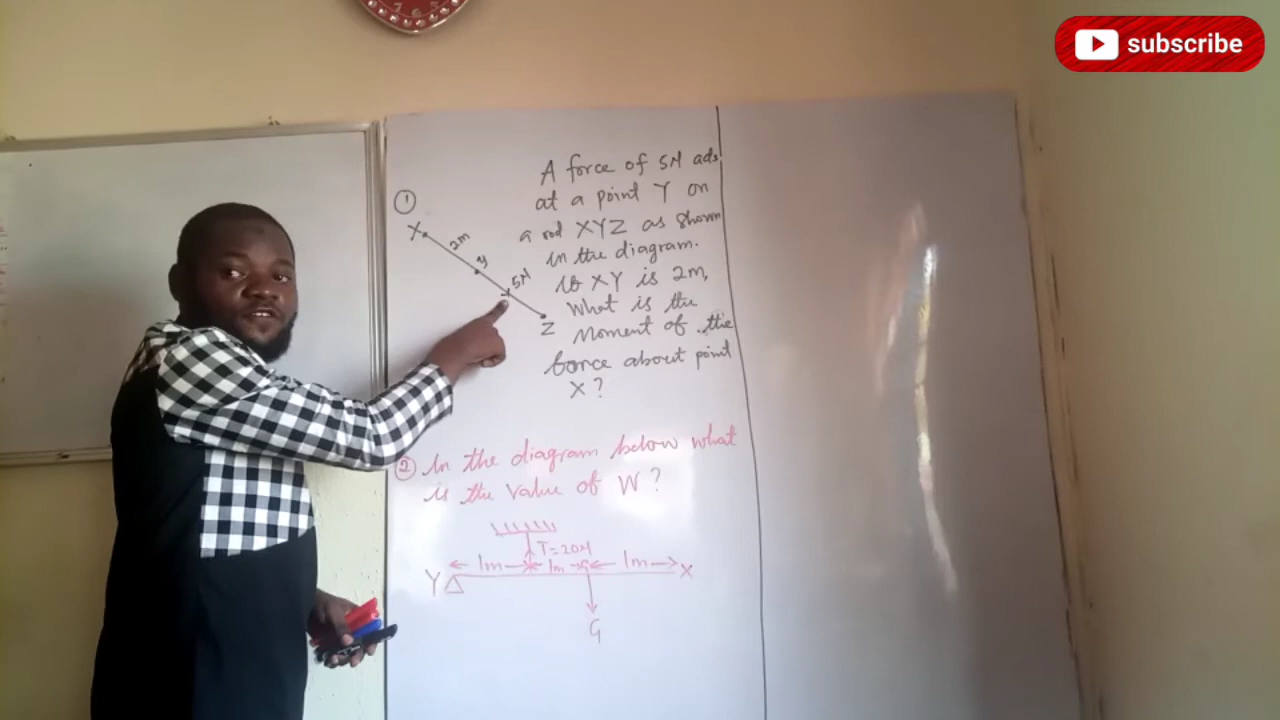 subscribe
1
X
2m
y
5N
Z
A force of 5N acts
at a point Y on
a rod XYZ as shown
in the diagram.
If XY is 2m,
What is the
Moment of the
force about point
X?
2 In the diagram below what
is the value of W?
T=20N
Y 1m 1m 1m X
G